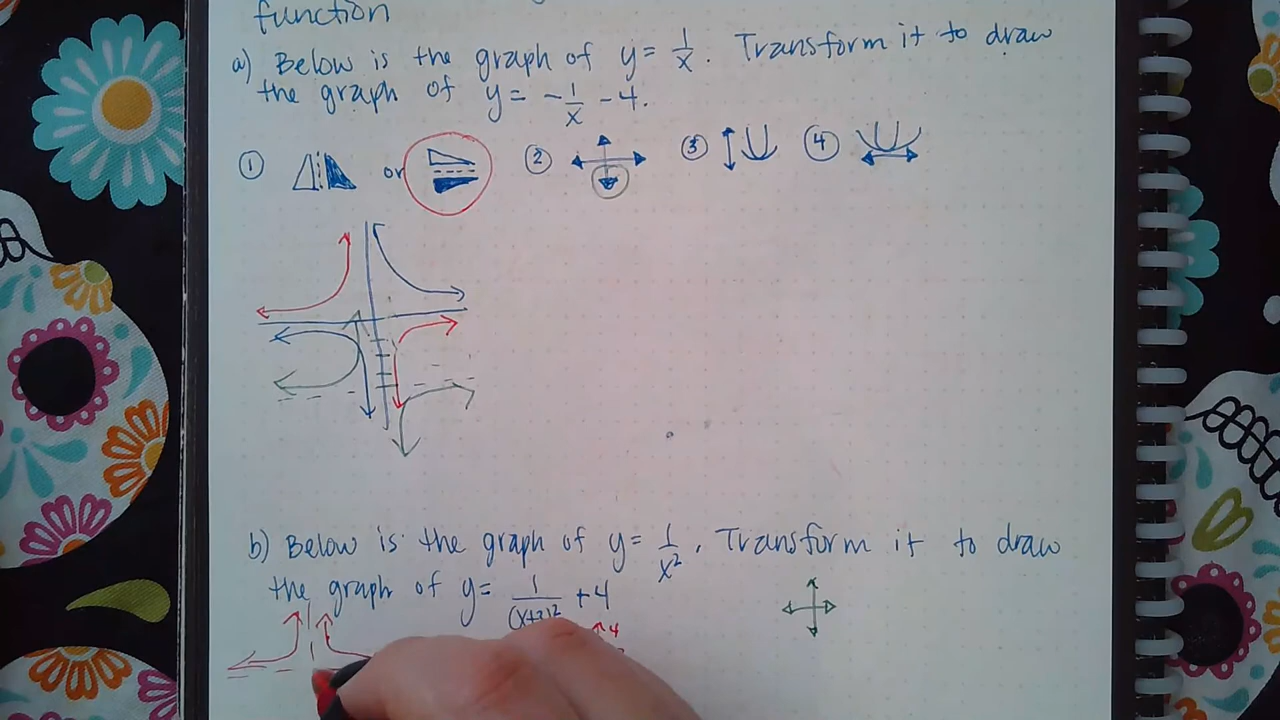 function
a) Below is the graph of y = 1/x. Transform it to draw
the graph of y = -1/x - 4.
① or ② ③ ④
b) Below is the graph of y = 1/x². Transform it to draw
the graph of y = 1/(x+3)² + 4
↑4